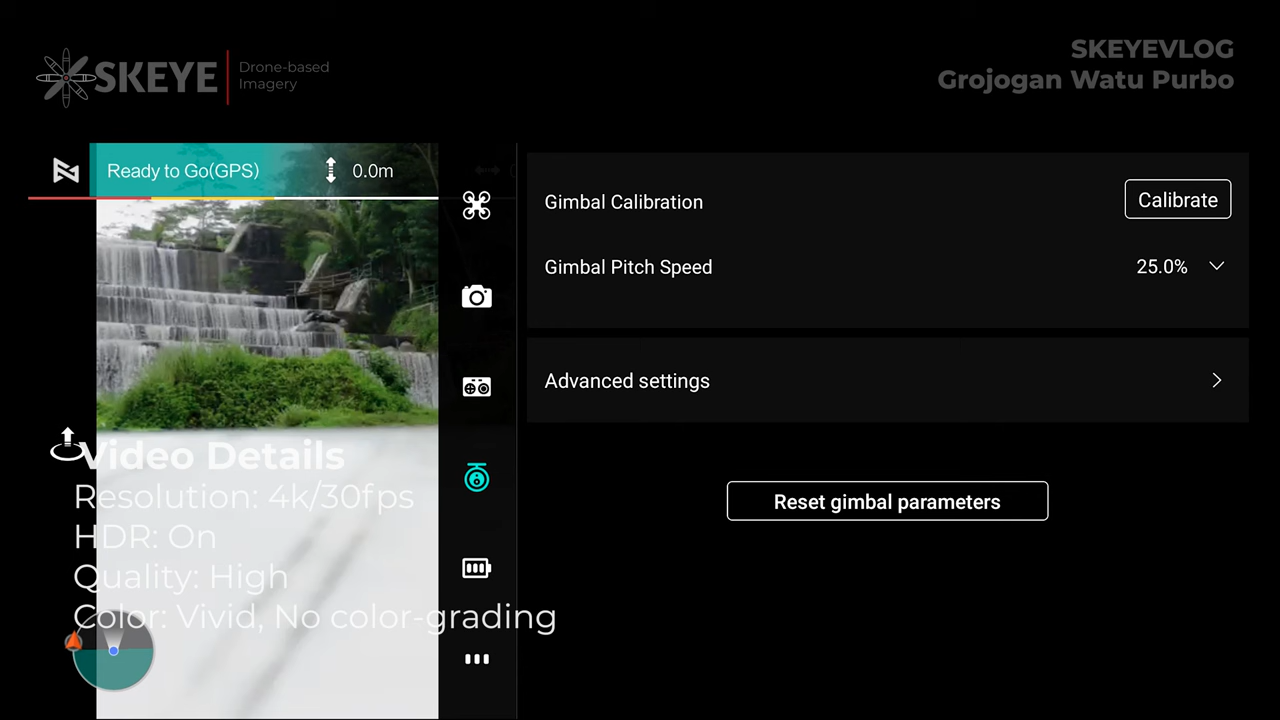 SKEYE
Drone-based
Imagery
SKEYEVLOG
Grojogan Watu Purbo
Ready to Go(GPS)
0.0m
Gimbal Calibration
Calibrate
Gimbal Pitch Speed
25.0%
Advanced settings
Reset gimbal parameters
Video Details
Resolution: 4k/30fps
HDR: On
Quality: High
Color: Vivid, No color-grading